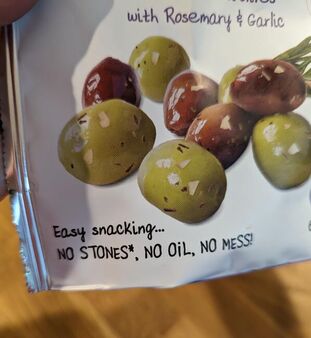 with Rosemary & Garlic
Easy snacking...
NO STONES*, NO OiL, NO MESS!